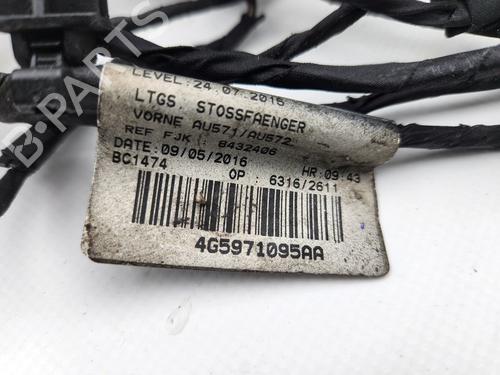 LEVEL:24.07.2015
LTGS. STOSSFAENGER
VORNE AU571/AU572
REF FJK : 8432406
DATE:09/05/2016 HR:09:43
BC1474 OP : 6316/2611
4G5971095AA